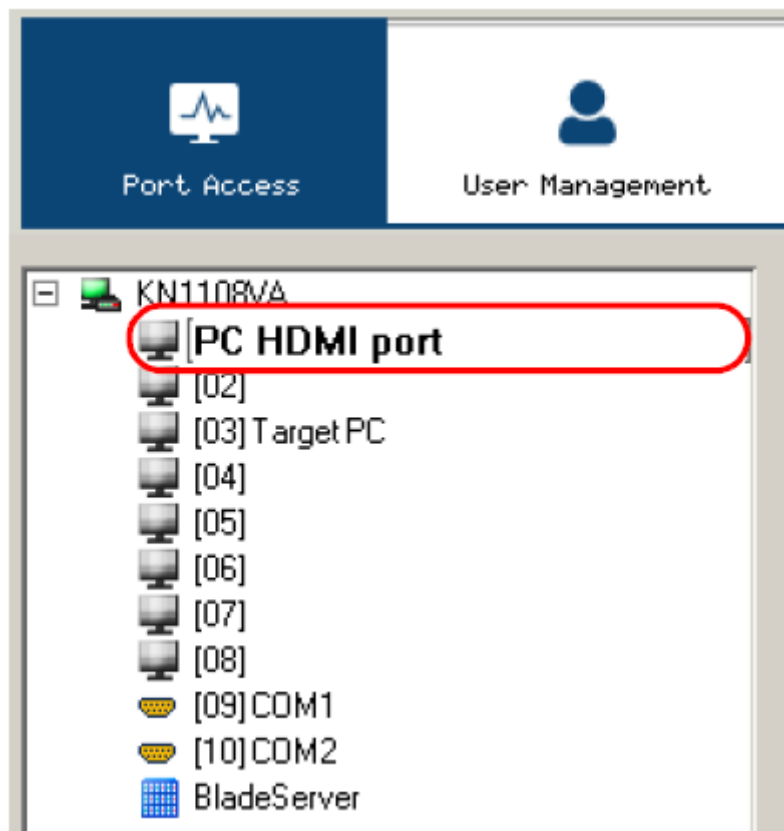 Port Access
User Management
KN1108VA
PC HDMI port
[02]
[03] Target PC
[04]
[05]
[06]
[07]
[08]
[09] COM1
[10] COM2
BladeServer